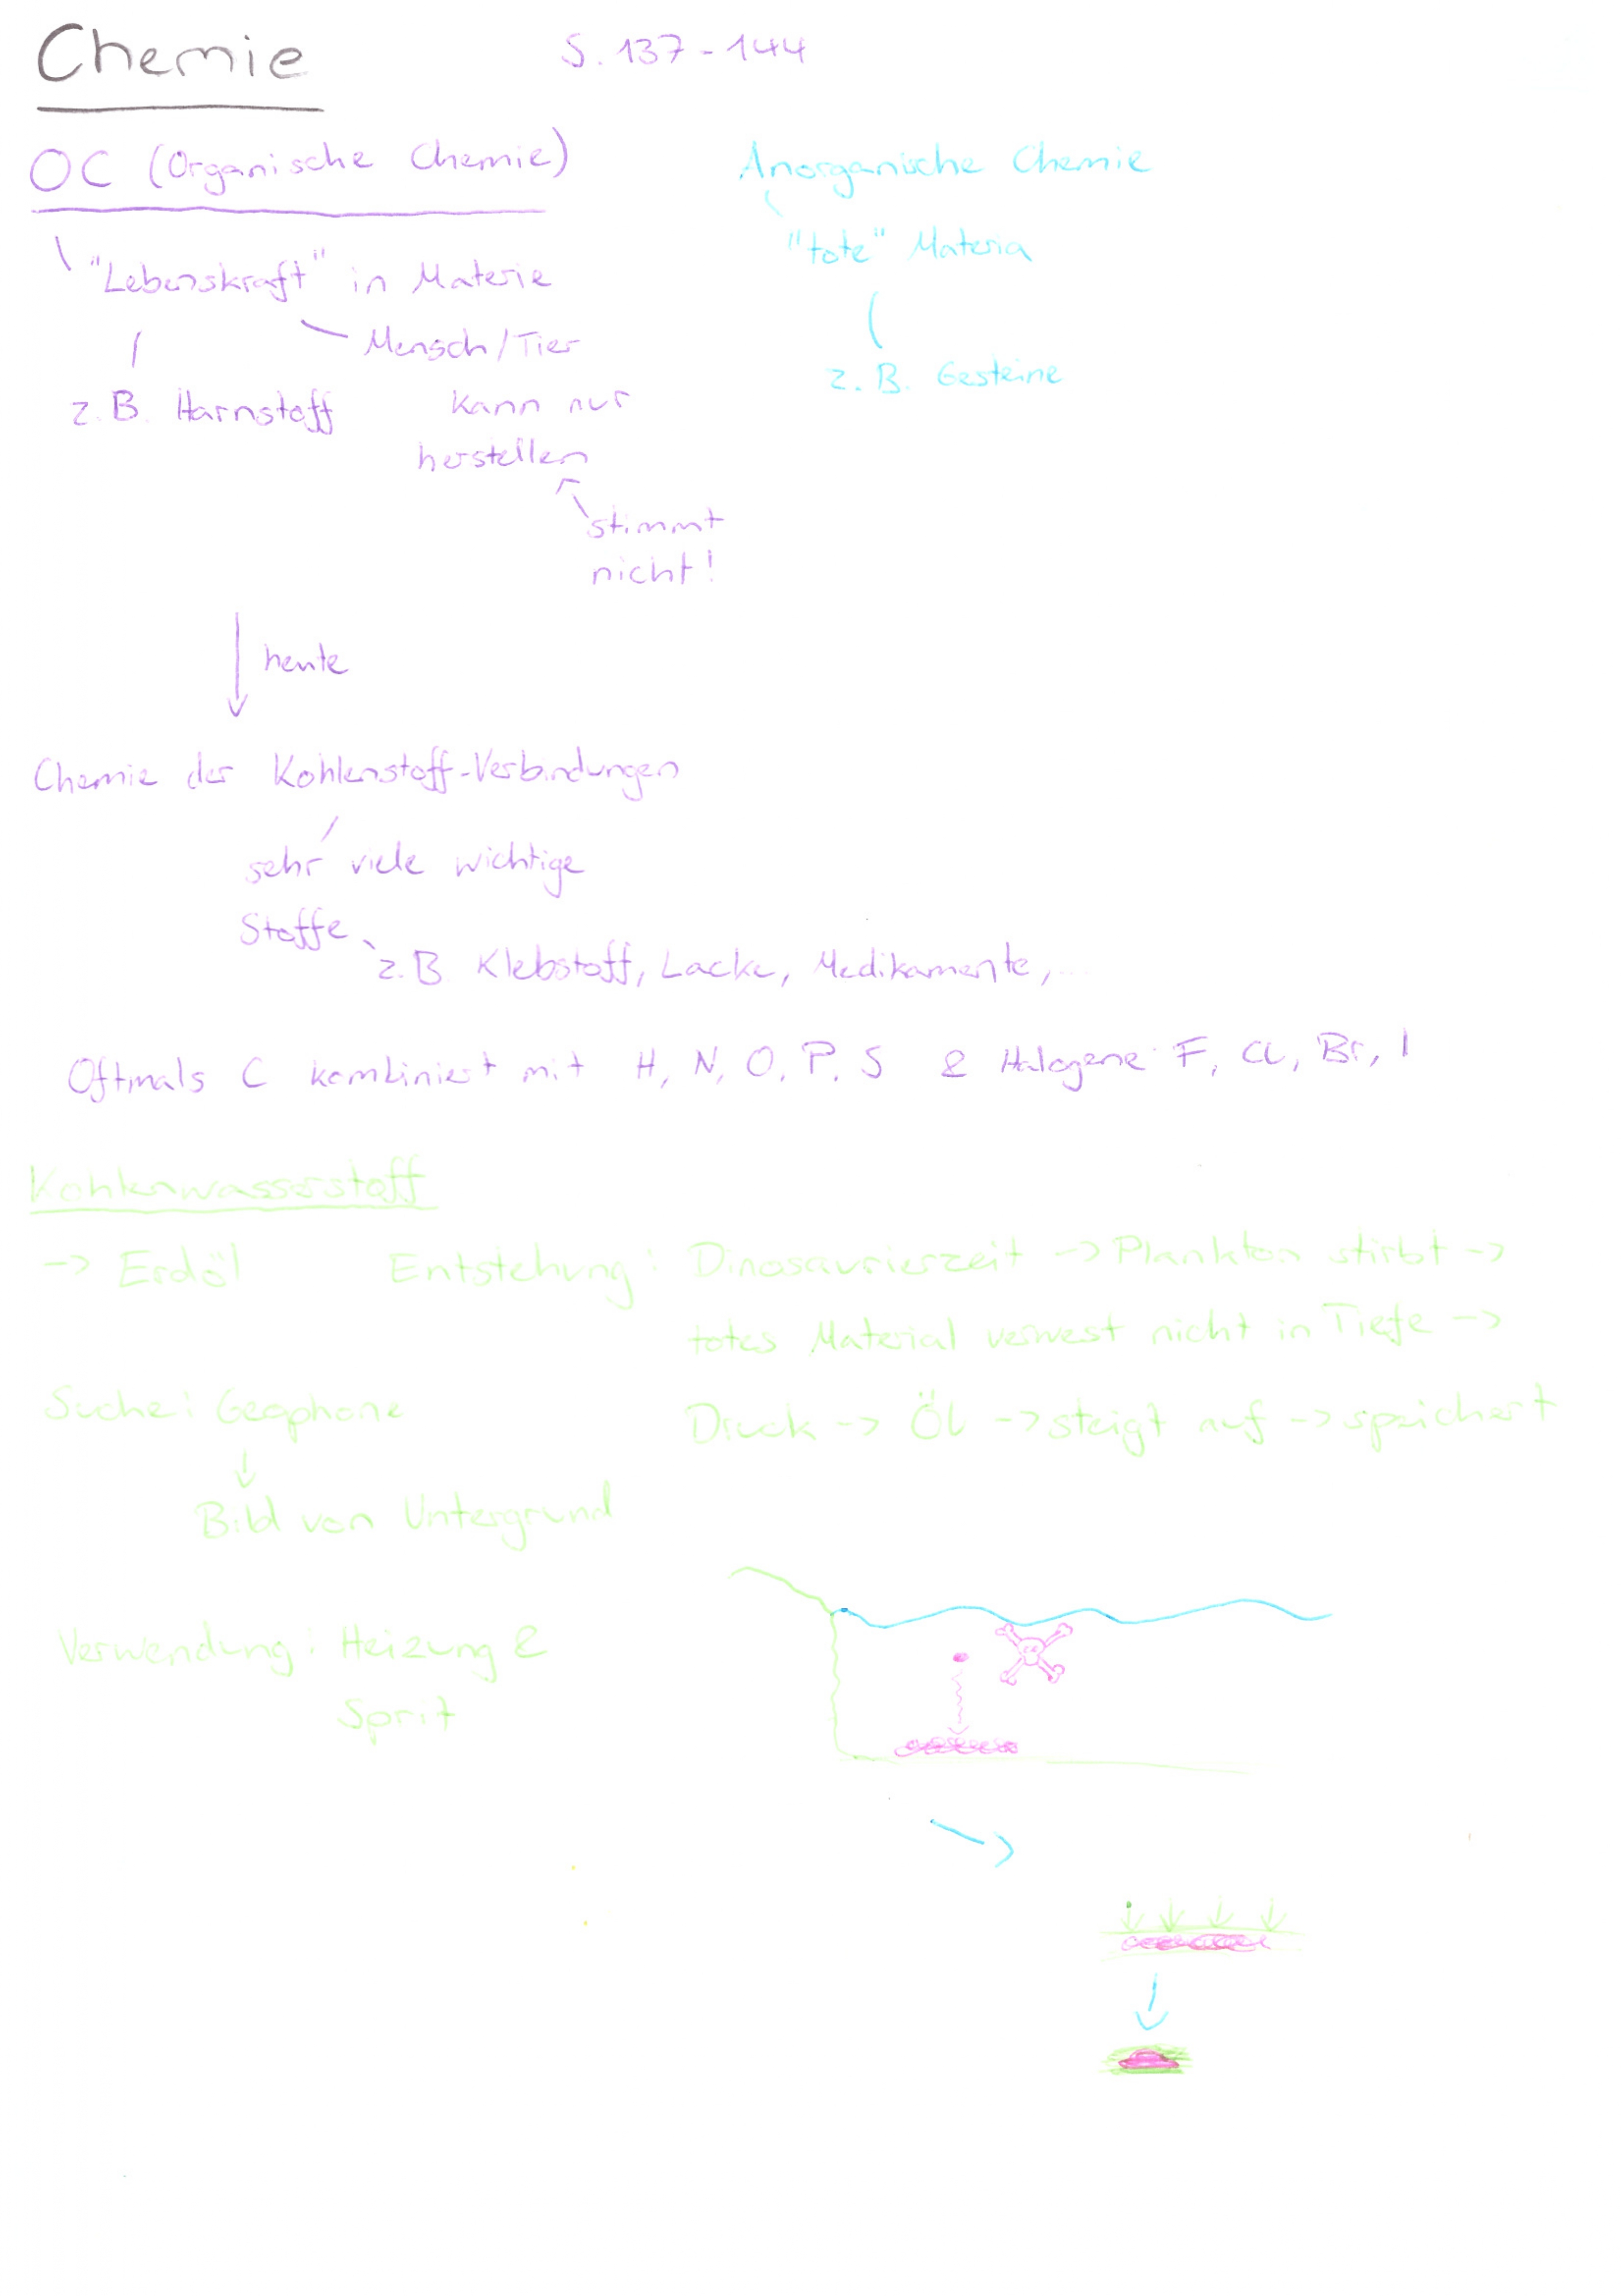 Chemie
S. 137-144
OC (Organische Chemie)
"Lebenskraft" in Materie
Mensch/Tier
z.B. Harnstoff
kann nur
herstellen
stimmt
nicht!
Anorganische Chemie
"tote" Materia
z.B. Gesteine
heute
Chemie der Kohlenstoff-Verbindungen
sehr viele wichtige
Stoffe
z.B. Klebstoff, Lacke, Medikamente, ...
Oftmals C kombiniert mit H, N, O, P, S & Halogene: F, Cl, Br, I
Kohlenwasserstoff
-> Erdöl
Entstehung: Dinosaurierzeit -> Plankton stirbt ->
totes Material verwest nicht in Tiefe ->
Druck -> Öl -> steigt auf -> speichert
Suche: Geophone
Bild von Untergrund
Verwendung: Heizung &
Sprit